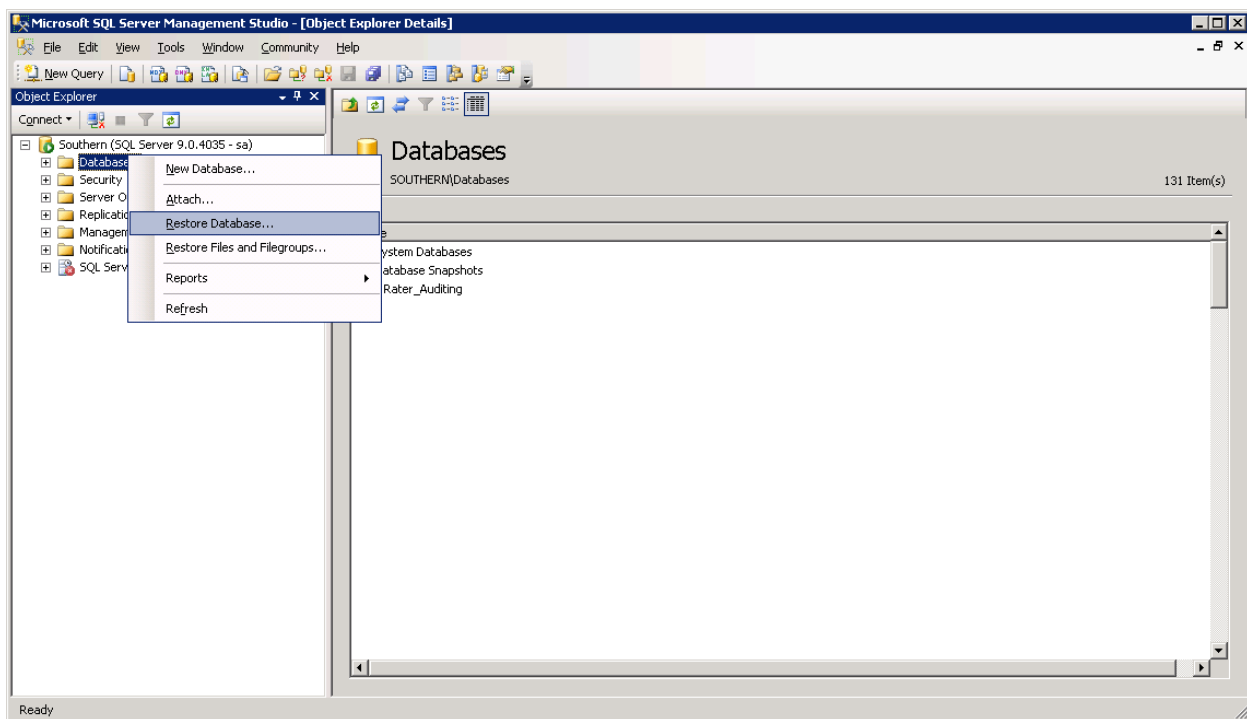 Microsoft SQL Server Management Studio - [Object Explorer Details]
File Edit View Tools Window Community Help
New Query
Object Explorer
Connect
Southern (SQL Server 9.0.4035 - sa)
Database
Security
Server O
Replicatio
Managem
Notificati
SQL Serv
New Database...
Attach...
Restore Database...
Restore Files and Filegroups...
Reports
Refresh
Databases
SOUTHERN\Databases
131 Item(s)
ystem Databases
atabase Snapshots
Rater_Auditing
Ready